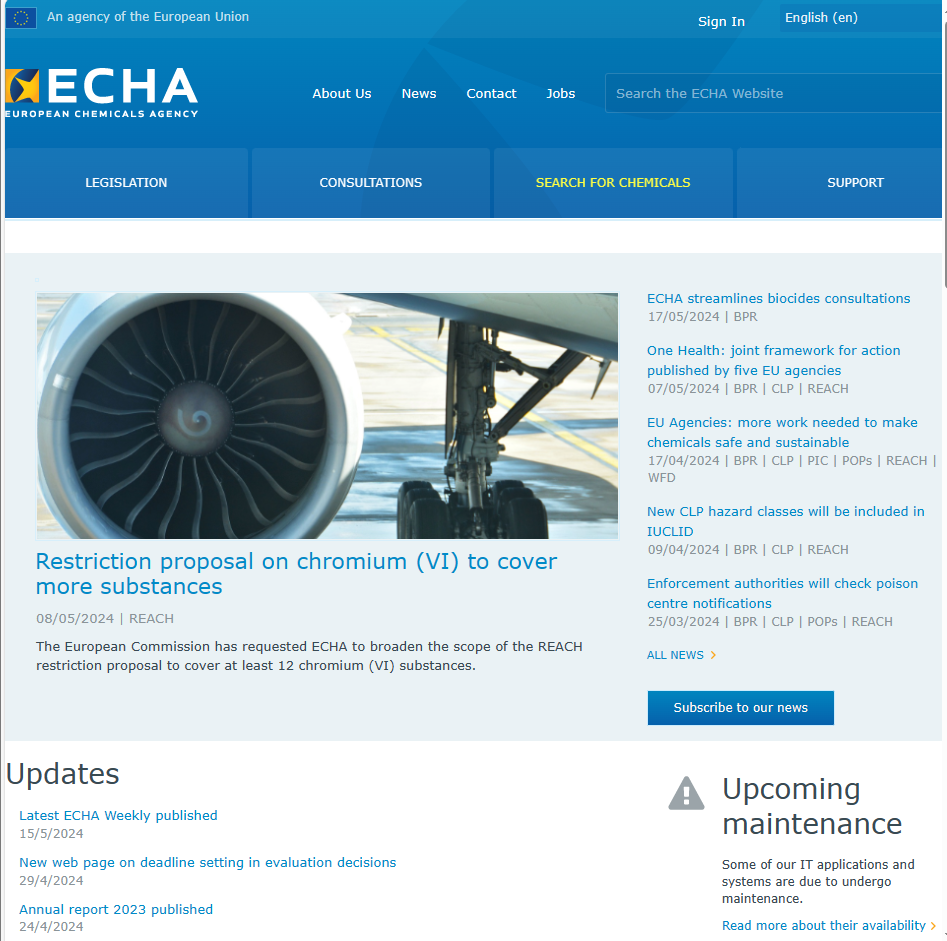 An agency of the European Union
Sign In
English (en)
ECHA
EUROPEAN CHEMICALS AGENCY
About Us
News
Contact
Jobs
Search the ECHA Website
LEGISLATION
CONSULTATIONS
SEARCH FOR CHEMICALS
SUPPORT
Restriction proposal on chromium (VI) to cover
more substances
08/05/2024 | REACH
The European Commission has requested ECHA to broaden the scope of the REACH
restriction proposal to cover at least 12 chromium (VI) substances.
ECHA streamlines biocides consultations
17/05/2024 | BPR
One Health: joint framework for action
published by five EU agencies
07/05/2024 | BPR | CLP | REACH
EU Agencies: more work needed to make
chemicals safe and sustainable
17/04/2024 | BPR | CLP | PIC | POPs | REACH |
WFD
New CLP hazard classes will be included in
IUCLID
09/04/2024 | BPR | CLP | REACH
Enforcement authorities will check poison
centre notifications
25/03/2024 | BPR | CLP | POPs | REACH
ALL NEWS
Subscribe to our news
Updates
Latest ECHA Weekly published
15/5/2024
New web page on deadline setting in evaluation decisions
29/4/2024
Annual report 2023 published
24/4/2024
Upcoming
maintenance
Some of our IT applications and
systems are due to undergo
maintenance.
Read more about their availability